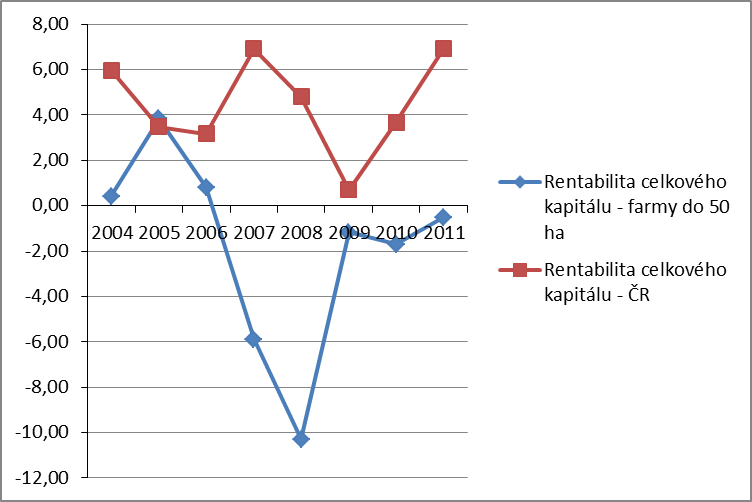 8,00
6,00
4,00
2,00
0,00
2004 2005 2006 2007 2008 2009 2010 2011
-2,00
-4,00
-6,00
-8,00
-10,00
-12,00
Rentabilita celkového
kapitálu - farmy do 50
ha
Rentabilita celkového
kapitálu - ČR